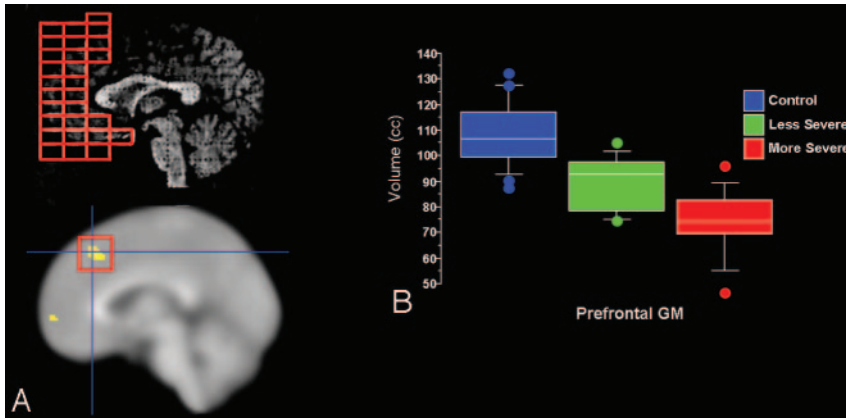 A
B
Volume (cc)
140
130
120
110
100
90
80
70
60
50
Control
Less Severe
More Severe
Prefrontal GM